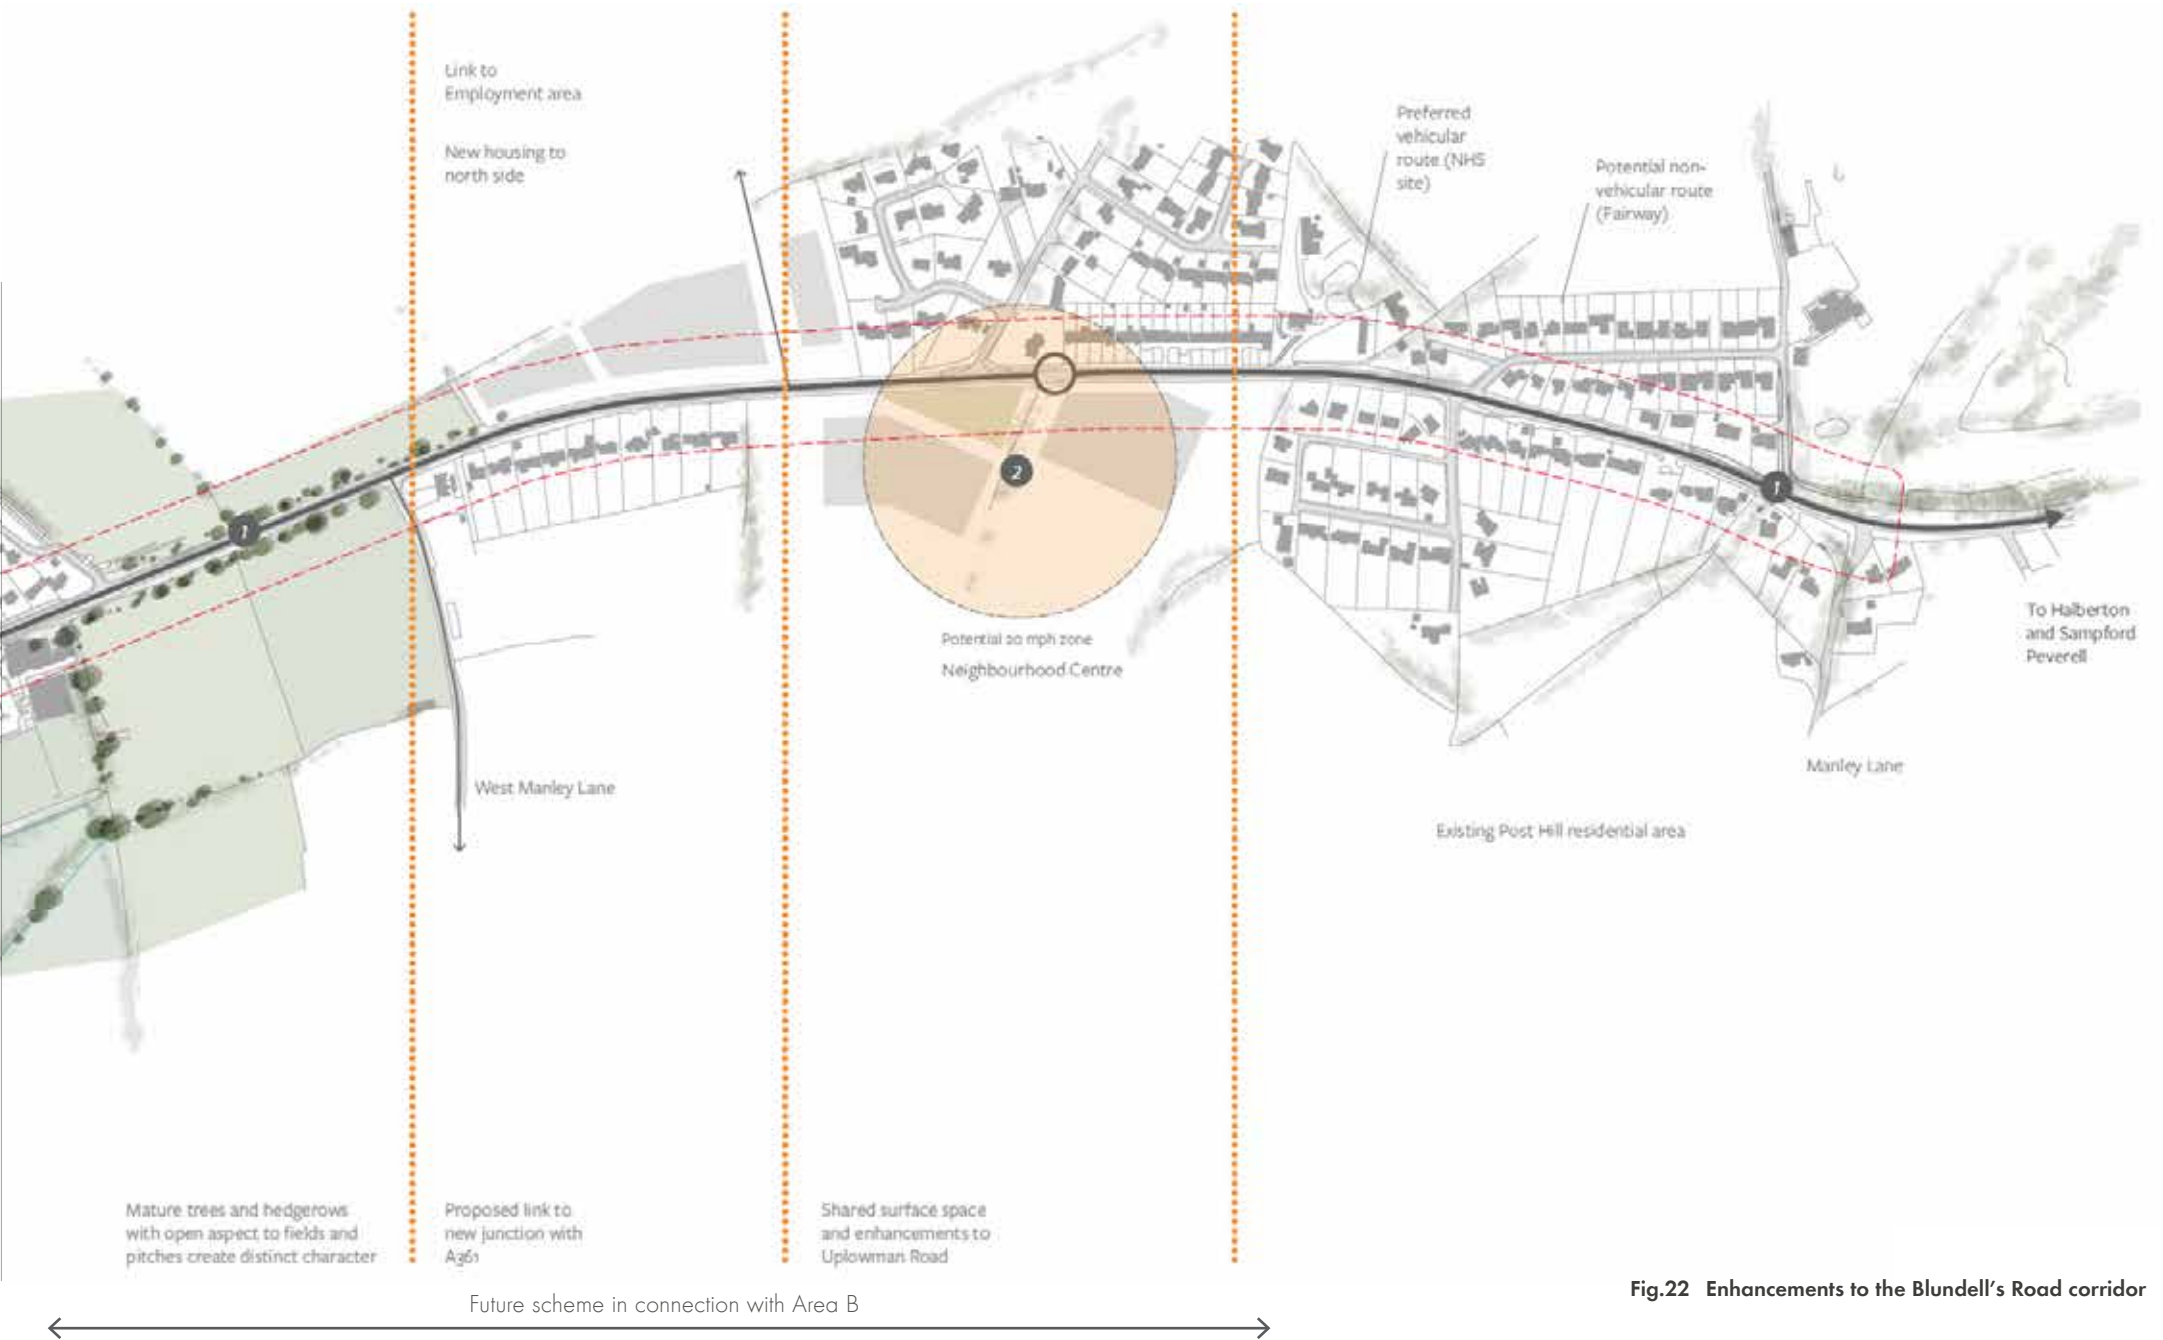 Link to
Employment area
New housing to
north side
Preferred
vehicular
route (NHS
site)
Potential non-
vehicular route
(Fairway)
1
2
1
Potential 20 mph zone
Neighbourhood Centre
To Halberton
and Sampford
Peverell
West Manley Lane
Manley Lane
Existing Post Hill residential area
Mature trees and hedgerows
with open aspect to fields and
pitches create distinct character
Proposed link to
new junction with
A361
Shared surface space
and enhancements to
Uplowman Road
Fig.22 Enhancements to the Blundell’s Road corridor
Future scheme in connection with Area B